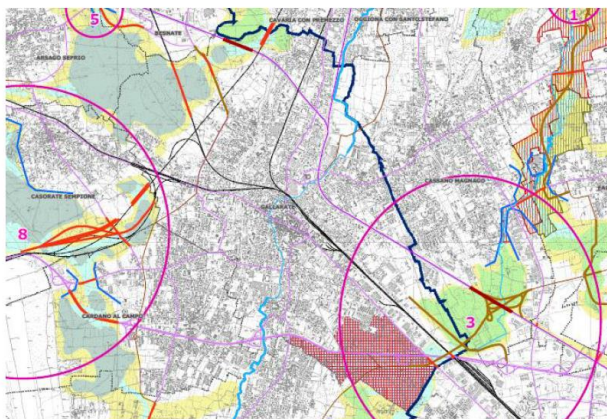 5
1
CAVARIA CON PREMEZZO
OGGIONA CON SANTO STEFANO
BESNATE
ARSAGO SEPRIO
CASSANO MAGNAGO
CASORATE SEMPIONE
GALLARATE
8
CARDANO AL CAMPO
3